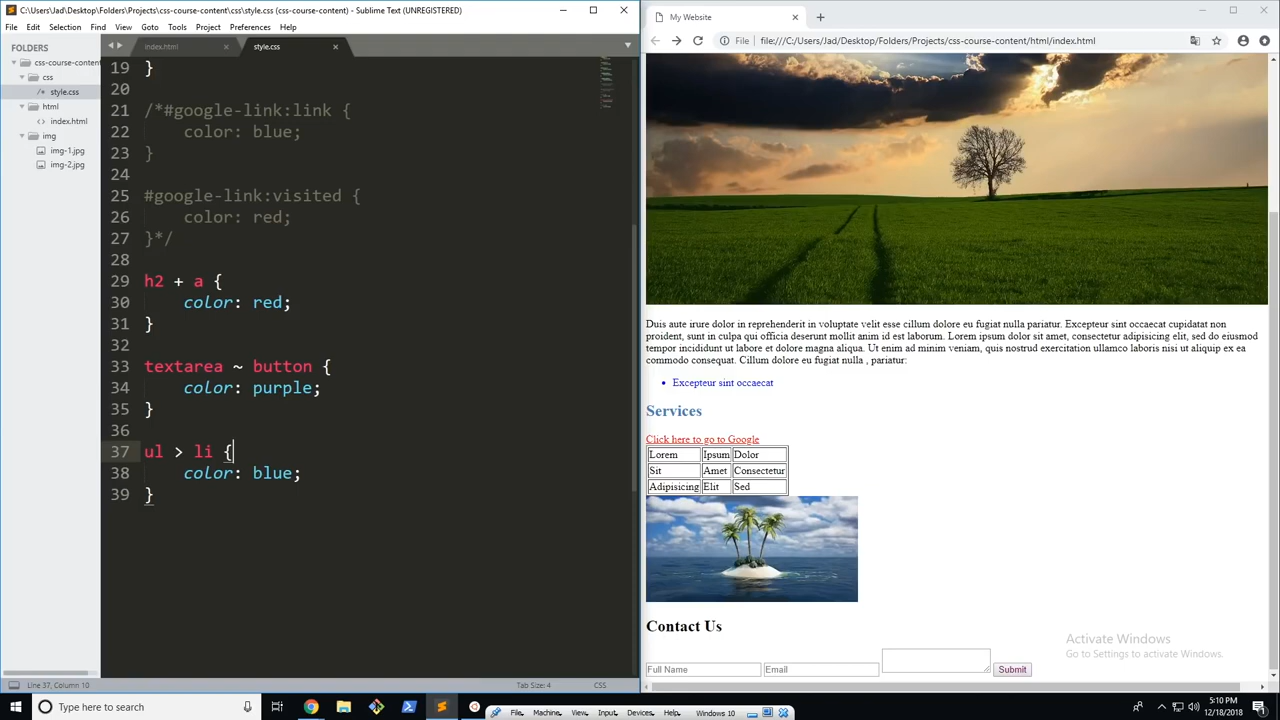 C:\Users\Jad\Desktop\Folders\Projects\css-course-content\css\style.css (css-course-content) - Sublime Text (UNREGISTERED)
File Edit Selection Find View Goto Tools Project Preferences Help
FOLDERS
css-course-content
css
/* style.css
html
<> index.html
img
img-1.jpg
img-2.jpg
index.html
style.css
19 }
20
21 /*#google-link:link {
22 color: blue;
23 }
24
25 #google-link:visited {
26 color: red;
27 }*/
28
29 h2 + a {
30 color: red;
31 }
32
33 textarea ~ button {
34 color: purple;
35 }
36
37 ul > li {
38 color: blue;
39 }
Line 37, Column 10
Tab Size: 4
CSS
My Website
File file:///C:/Users/Jad/Desktop/Folders/Projects/css-course-content/html/index.html
Duis aute irure dolor in reprehenderit in voluptate velit esse cillum dolore eu fugiat nulla pariatur. Excepteur sint occaecat cupidatat non
proident, sunt in culpa qui officia deserunt mollit anim id est laborum. Lorem ipsum dolor sit amet, consectetur adipisicing elit, sed do eiusmod
tempor incididunt ut labore et dolore magna aliqua. Ut enim ad minim veniam, quis nostrud exercitation ullamco laboris nisi ut aliquip ex ea
commodo consequat. Cillum dolore eu fugiat nulla , pariatur:
• Excepteur sint occaecat
Services
Click here to go to Google
Lorem Ipsum Dolor
Sit Amet Consectetur
Adipisicing Elit Sed
Contact Us
Full Name Email Submit
Activate Windows
Go to Settings to activate Windows.
Type here to search
File Machine View Input Devices Help Windows 10
5:10 PM
12/18/2018